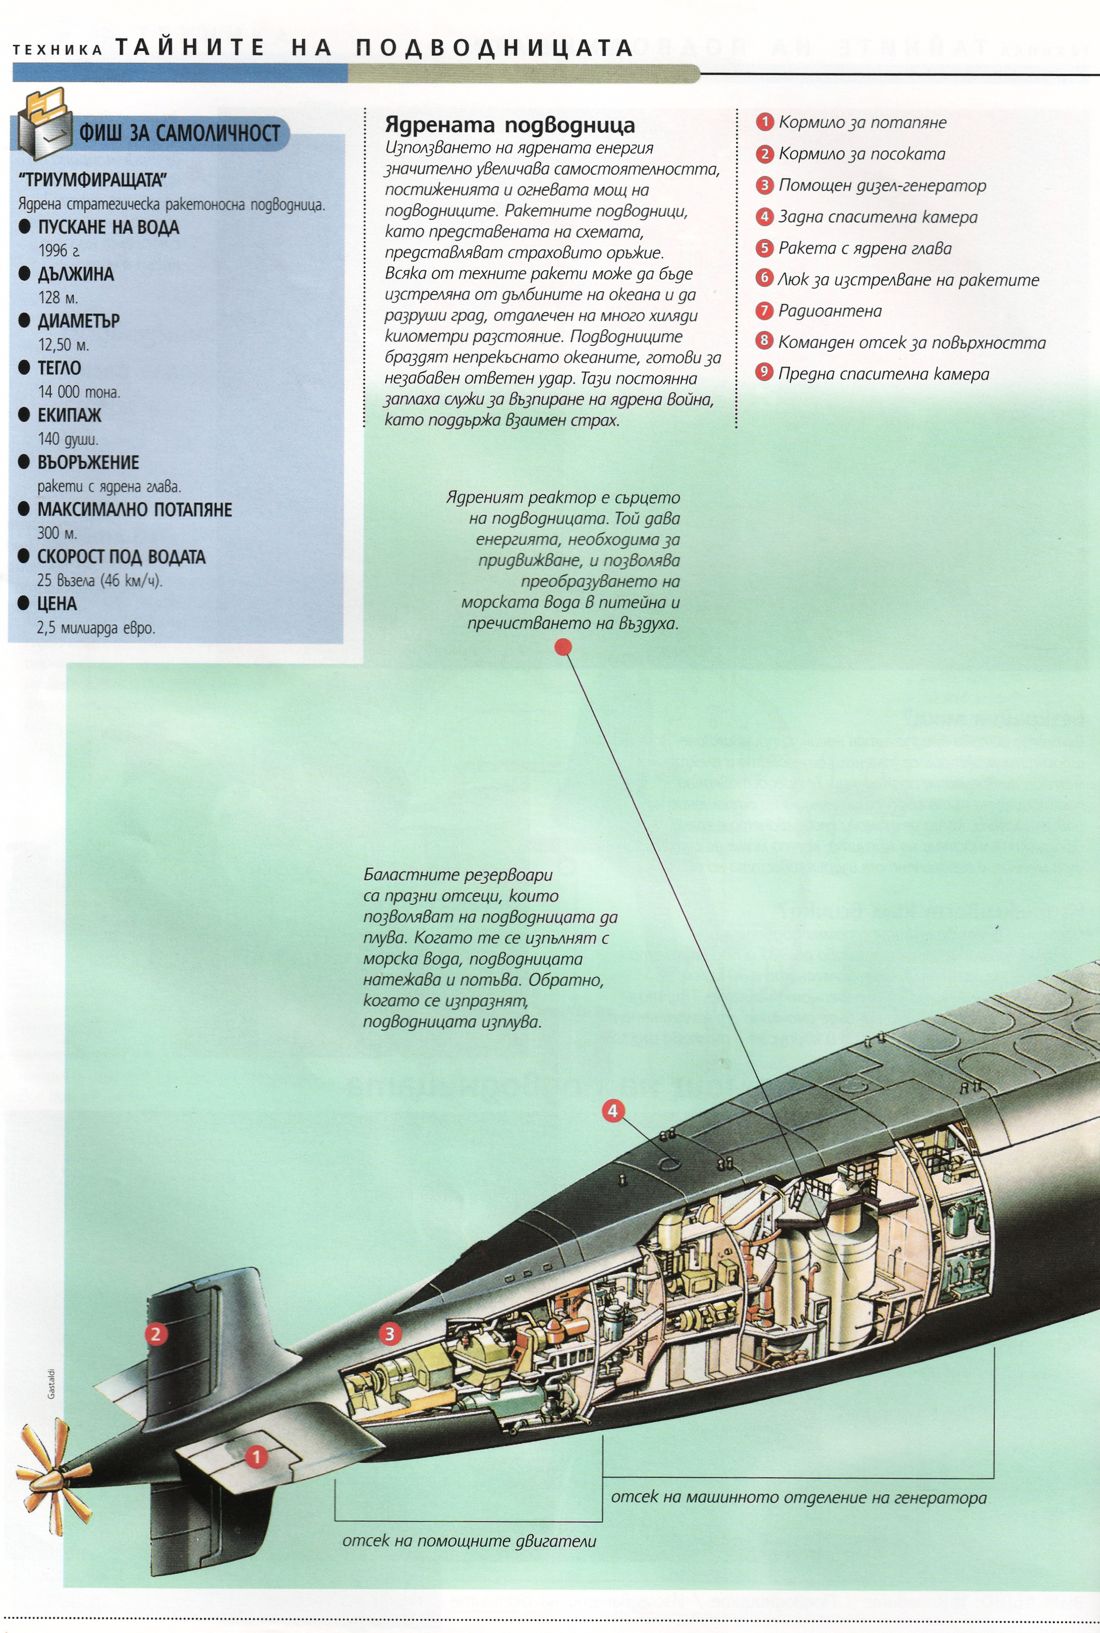 ТЕХНИКА ТАЙНИТЕ НА ПОДВОДНИЦАТА
ФИШ ЗА САМОЛИЧНОСТ
"ТРИУМФИРАЩАТА"
Ядрена стратегическа ракетоносна подводница.
● ПУСКАНЕ НА ВОДА
1996 г.
● ДЪЛЖИНА
128 м.
● ДИАМЕТЪР
12,50 м.
● ТЕГЛО
14 000 тона.
● ЕКИПАЖ
140 души.
● ВЪОРЪЖЕНИЕ
ракети с ядрена глава.
● МАКСИМАЛНО ПОТАПЯНЕ
300 м.
● СКОРОСТ ПОД ВОДАТА
25 възела (46 км/ч).
● ЦЕНА
2,5 милиарда евро.
Ядрената подводница
Използването на ядрената енергия
значително увеличава самостоятелността,
постиженията и огневата мощ на
подводниците. Ракетните подводници,
като представената на схемата,
представляват страховито оръжие.
Всяка от техните ракети може да бъде
изстреляна от дълбините на океана и да
разруши град, отдалечен на много хиляди
километри разстояние. Подводниците
браздят непрекъснато океаните, готови за
незабавен ответен удар. Тази постоянна
заплаха служи за възпиране на ядрена война,
като поддържа взаимен страх.
1 Кормило за потапяне
2 Кормило за посоката
3 Помощен дизел-генератор
4 Задна спасителна камера
5 Ракета с ядрена глава
6 Люк за изстрелване на ракетите
7 Радиоантена
8 Команден отсек за повърхността
9 Предна спасителна камера
Ядреният реактор е сърцето
на подводницата. Той дава
енергията, необходима за
придвижване, и позволява
преобразуването на
морската вода в питейна и
пречистването на въздуха.
Баластните резервоари
са празни отсеци, които
позволяват на подводницата да
плува. Когато те се изпълнят с
морска вода, подводницата
натежава и потъва. Обратно,
когато се изпразнят,
подводницата изплува.
4
3
2
1
Gastaldi
отсек на машинното отделение на генератора
отсек на помощните двигатели